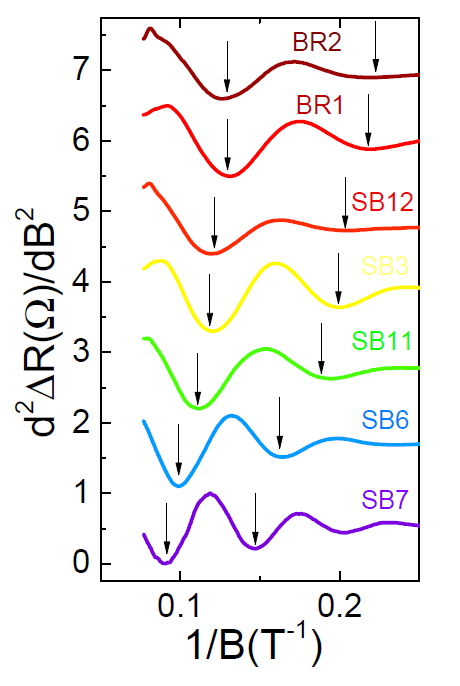 d²ΔR(Ω)/dB²
7
6
5
4
3
2
1
0
BR2
BR1
SB12
SB3
SB11
SB6
SB7
0.1 0.2
1/B(T⁻¹)